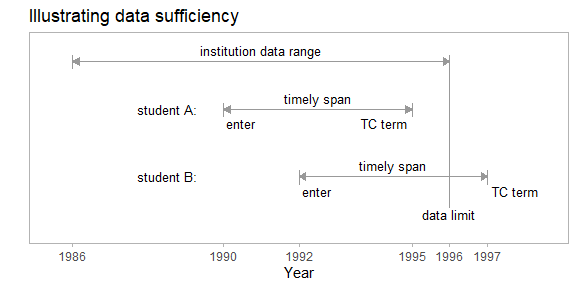 Illustrating data sufficiency
institution data range
timely span
student A:
enter
TC term
timely span
student B:
enter
TC term
data limit
1986 1990 1992 1995 1996 1997
Year